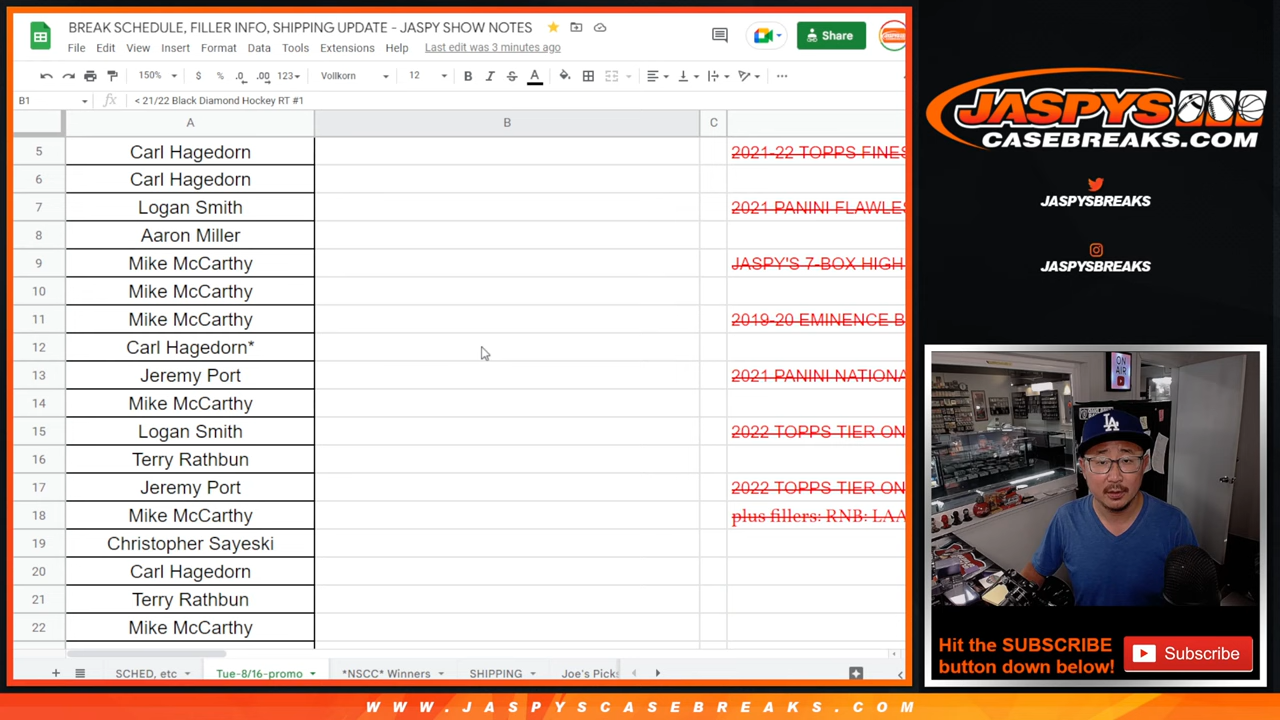 BREAK SCHEDULE, FILLER INFO, SHIPPING UPDATE - JASPY SHOW NOTES
File Edit View Insert Format Data Tools Extensions Help Last edit was 3 minutes ago
Share
150% $ % .0 .00 123 Vollkorn 12 B I S A
B1 fx < 21/22 Black Diamond Hockey RT #1
A B C
5 Carl Hagedorn 2021-22 TOPPS FINES
6 Carl Hagedorn
7 Logan Smith 2021 PANINI FLAWLES
8 Aaron Miller
9 Mike McCarthy JASPY'S 7-BOX HIGH
10 Mike McCarthy
11 Mike McCarthy 2019-20 EMINENCE B
12 Carl Hagedorn*
13 Jeremy Port 2021 PANINI NATIONA
14 Mike McCarthy
15 Logan Smith 2022 TOPPS TIER ON
16 Terry Rathbun
17 Jeremy Port 2022 TOPPS TIER ON
18 Mike McCarthy plus fillers: RNB: LAA
19 Christopher Sayeski
20 Carl Hagedorn
21 Terry Rathbun
22 Mike McCarthy
SCHED, etc Tue-8/16-promo *NSCC* Winners SHIPPING Joe's Picks
JASPYS
CASEBREAKS.COM
JASPYSBREAKS
JASPYSBREAKS
ON AIR
LA
Hit the SUBSCRIBE
button down below!
Subscribe
WWW.JASPYSCASEBREAKS.COM